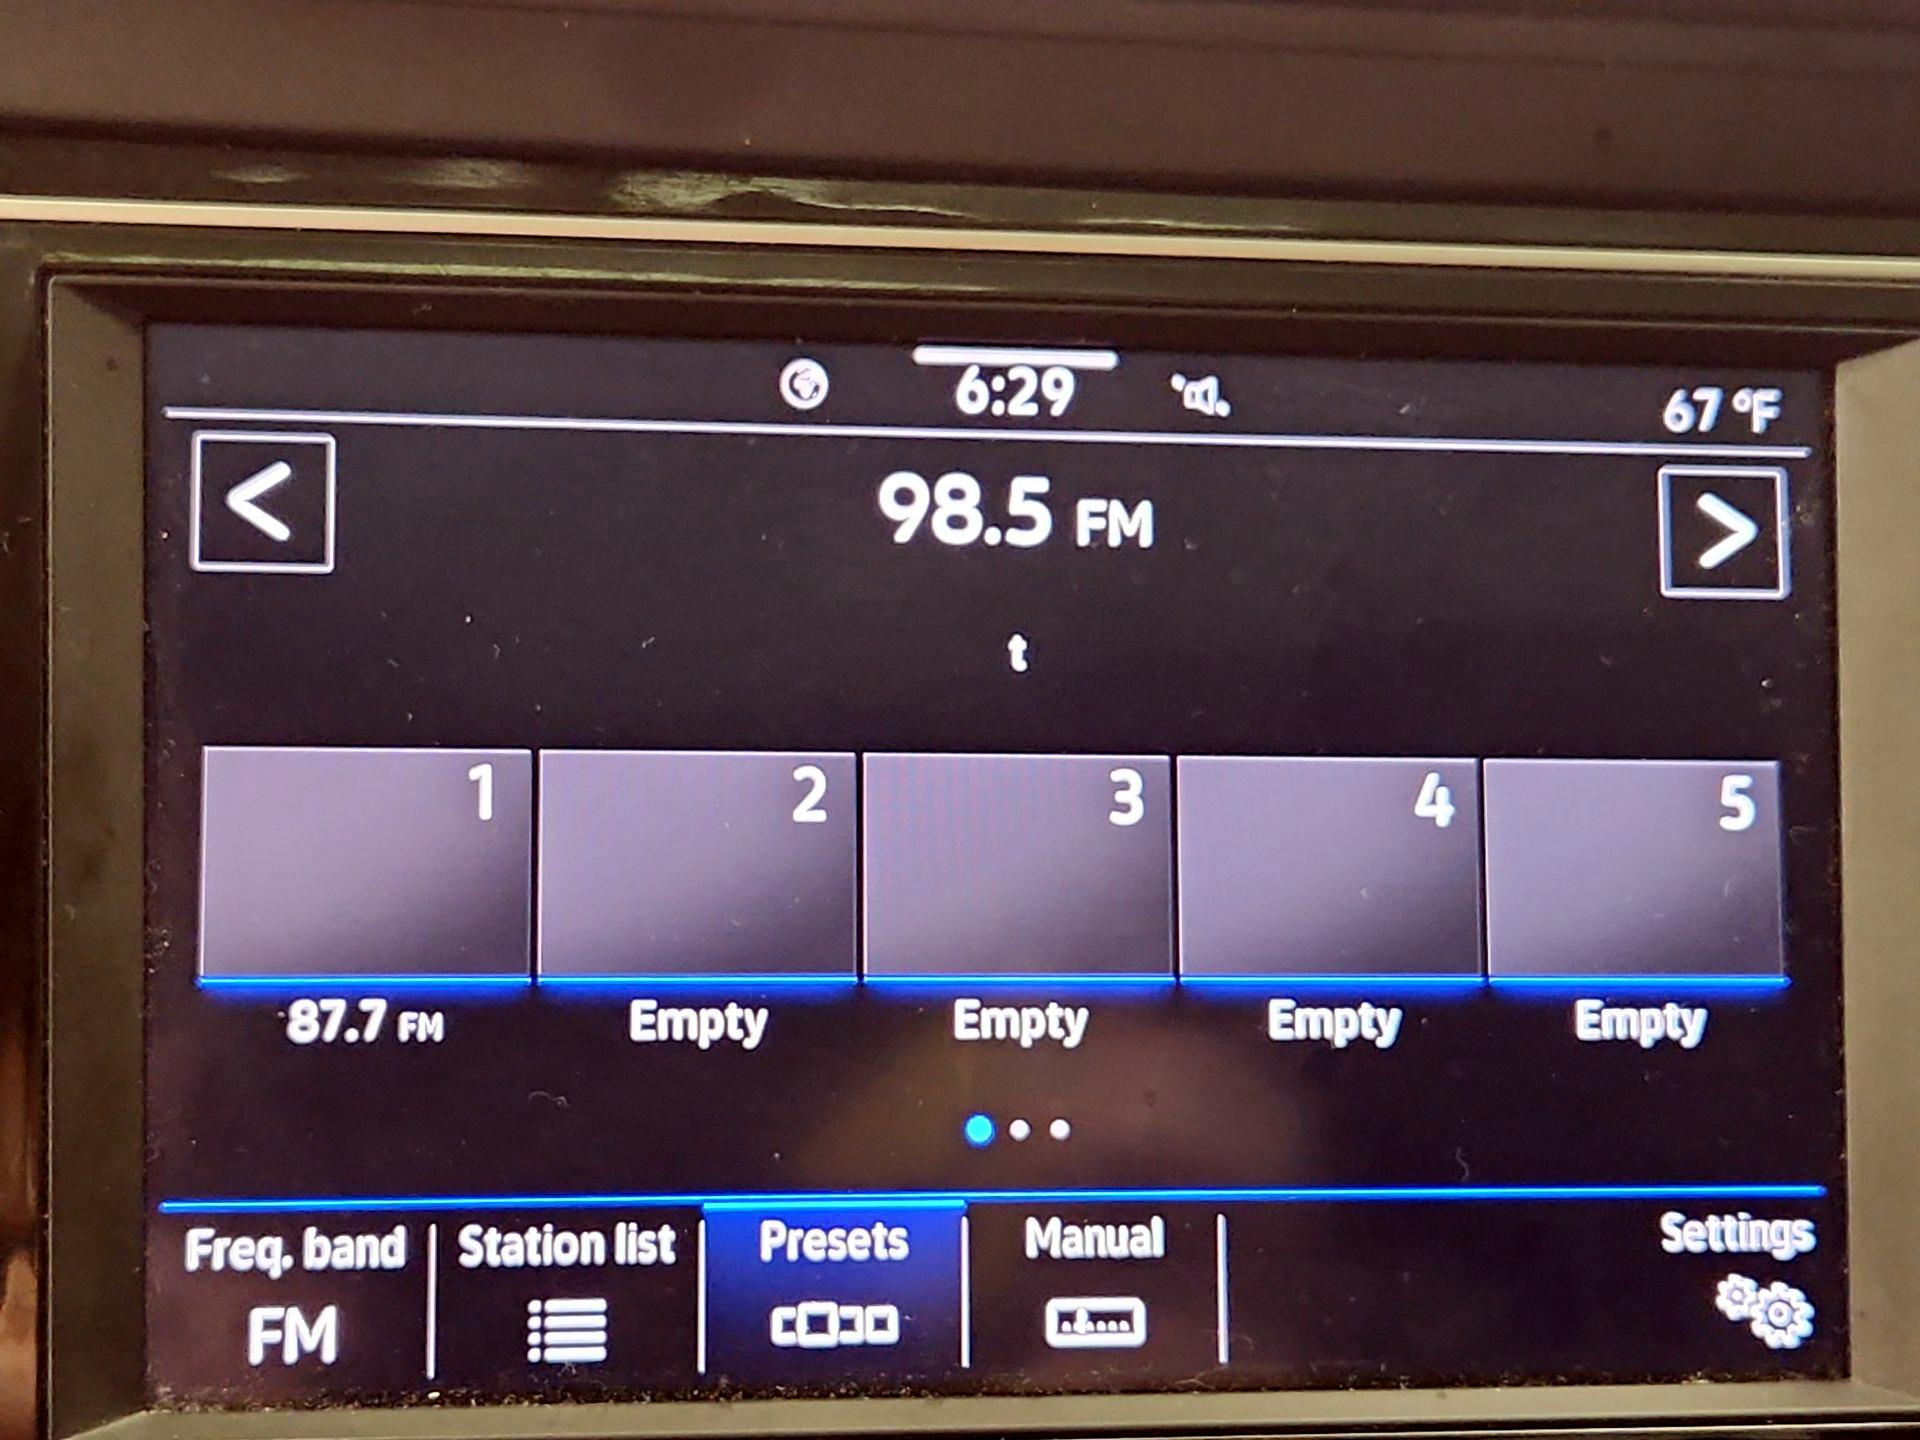 6:29
67 °F
<
98.5 FM
>
t
1
2
3
4
5
87.7 FM
Empty
Empty
Empty
Empty
Freq. band
Station list
Presets
Manual
Settings
FM